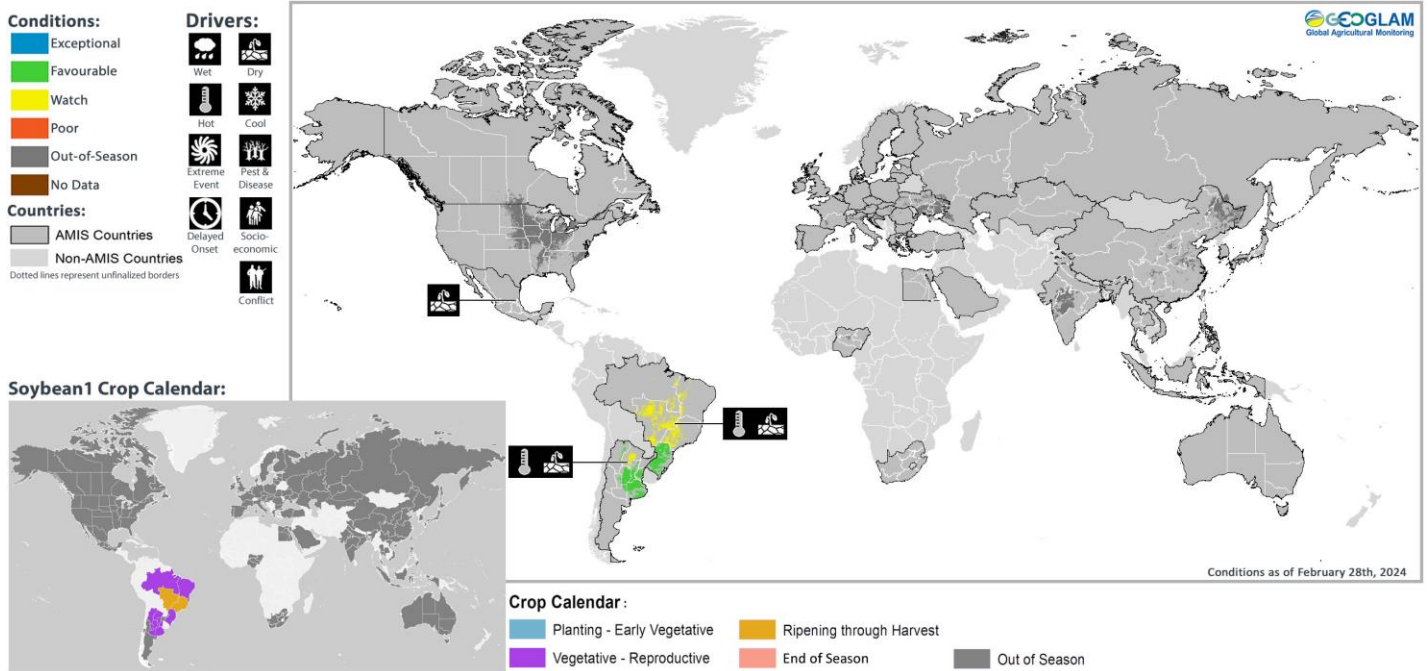 Conditions:
Exceptional
Favourable
Watch
Poor
Out-of-Season
No Data
Countries:
AMIS Countries
Non-AMIS Countries
Dotted lines represent unfinalized borders
Drivers:
Wet
Dry
Hot
Cool
Extreme
Event
Pest &
Disease
Delayed
Onset
Socio-
economic
Conflict
GEOGLAM
Global Agricultural Monitoring
Conditions as of February 28th, 2024
Soybean1 Crop Calendar:
Crop Calendar :
Planting - Early Vegetative
Ripening through Harvest
Vegetative - Reproductive
End of Season
Out of Season